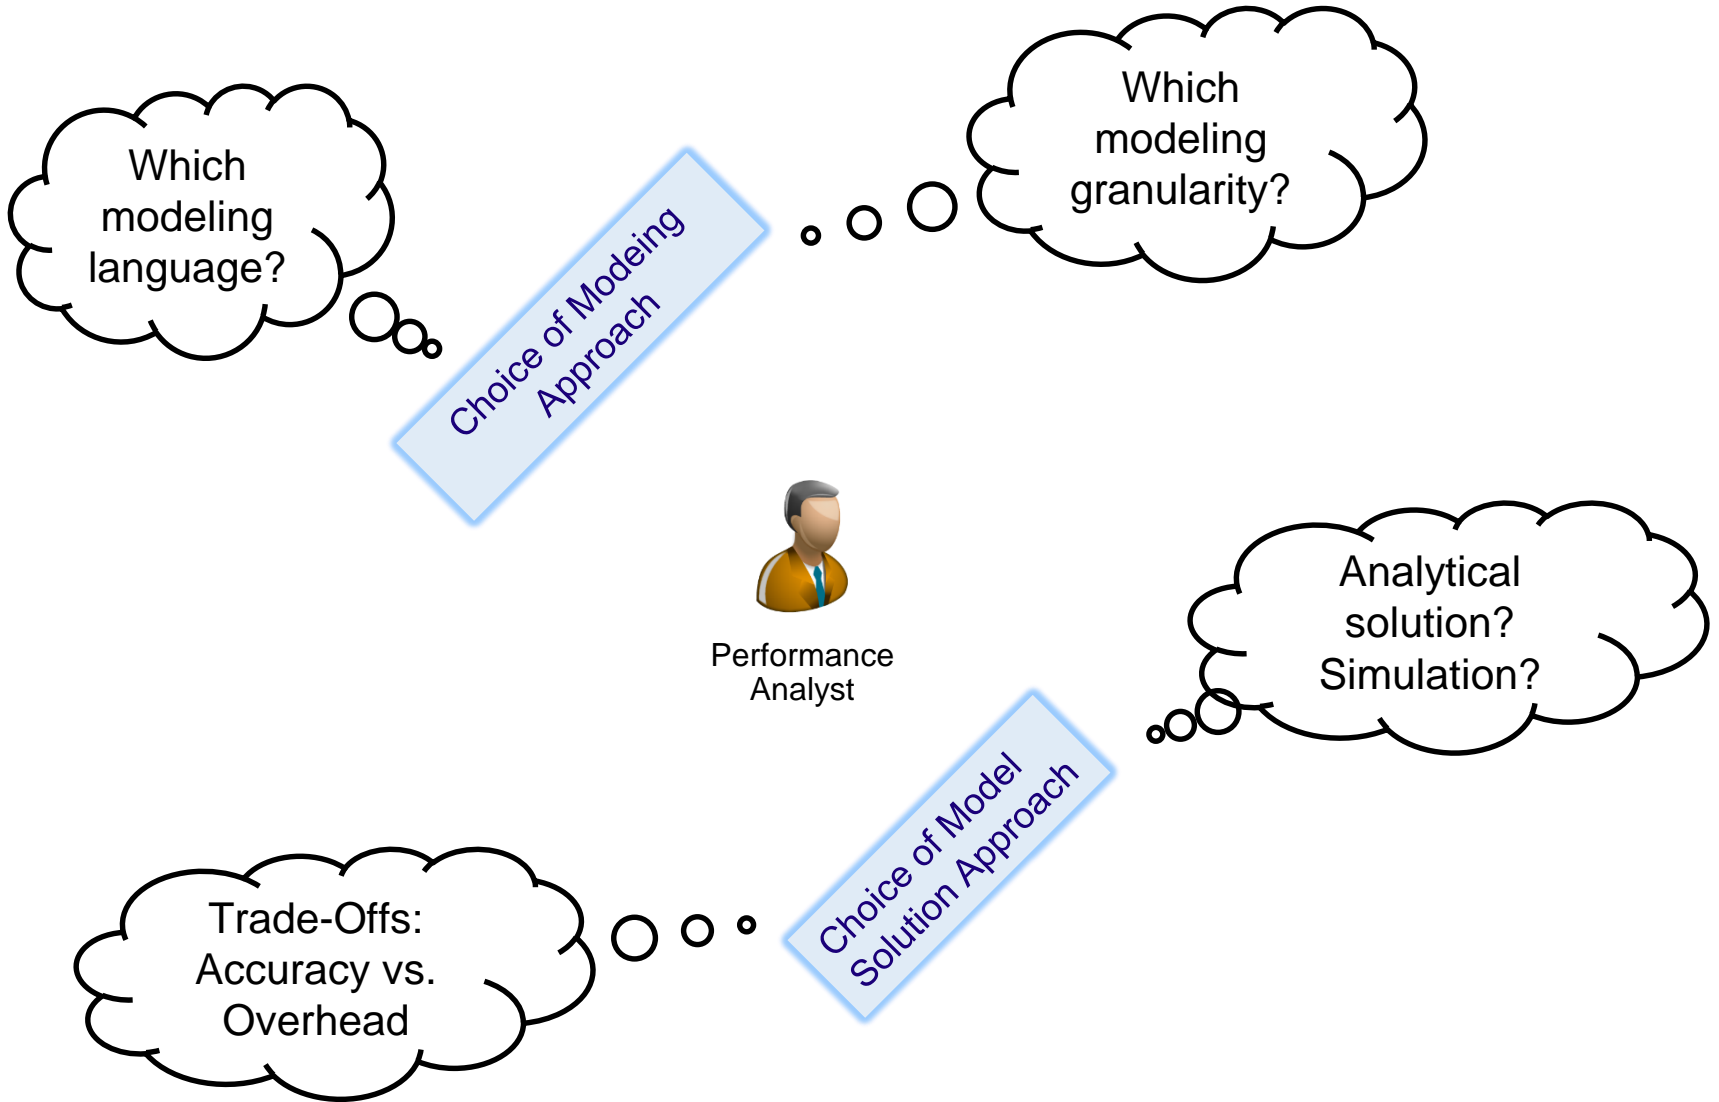 Which
modeling
granularity?
Which
modeling
language?
Choice of Modeing
Approach
Performance
Analyst
Analytical
solution?
Simulation?
Choice of Model
Solution Approach
Trade-Offs:
Accuracy vs.
Overhead